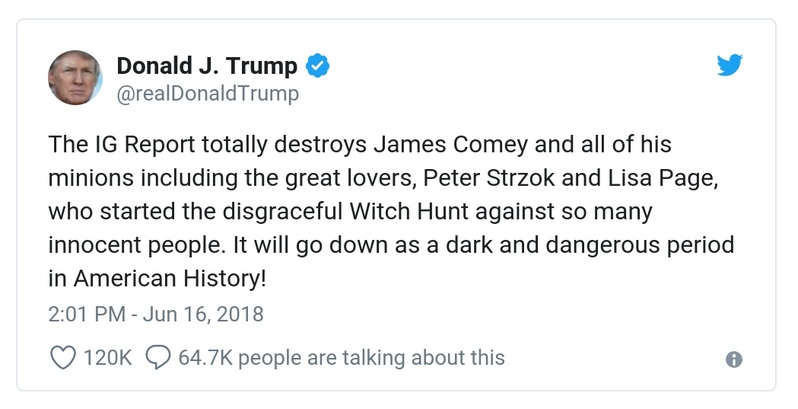 Donald J. Trump
@realDonaldTrump
The IG Report totally destroys James Comey and all of his
minions including the great lovers, Peter Strzok and Lisa Page,
who started the disgraceful Witch Hunt against so many
innocent people. It will go down as a dark and dangerous period
in American History!
2:01 PM - Jun 16, 2018
120K 64.7K people are talking about this